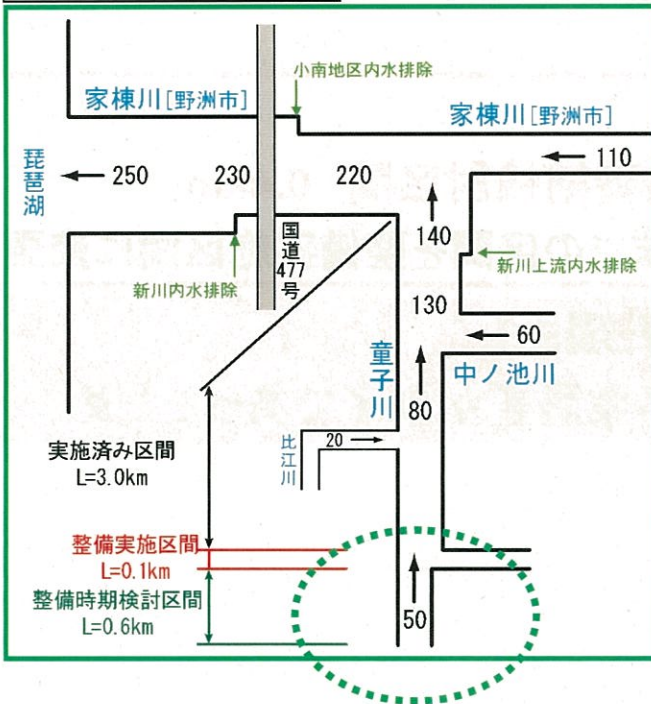 小南地区内水排除
家棟川[野洲市]
家棟川[野洲市]
琵琶湖
250
230
220
110
140
国道477号
新川内水排除
新川上流内水排除
130
60
童子川
中ノ池川
80
比江川
20
実施済み区間
L=3.0km
整備実施区間
L=0.1km
整備時期検討区間
L=0.6km
50